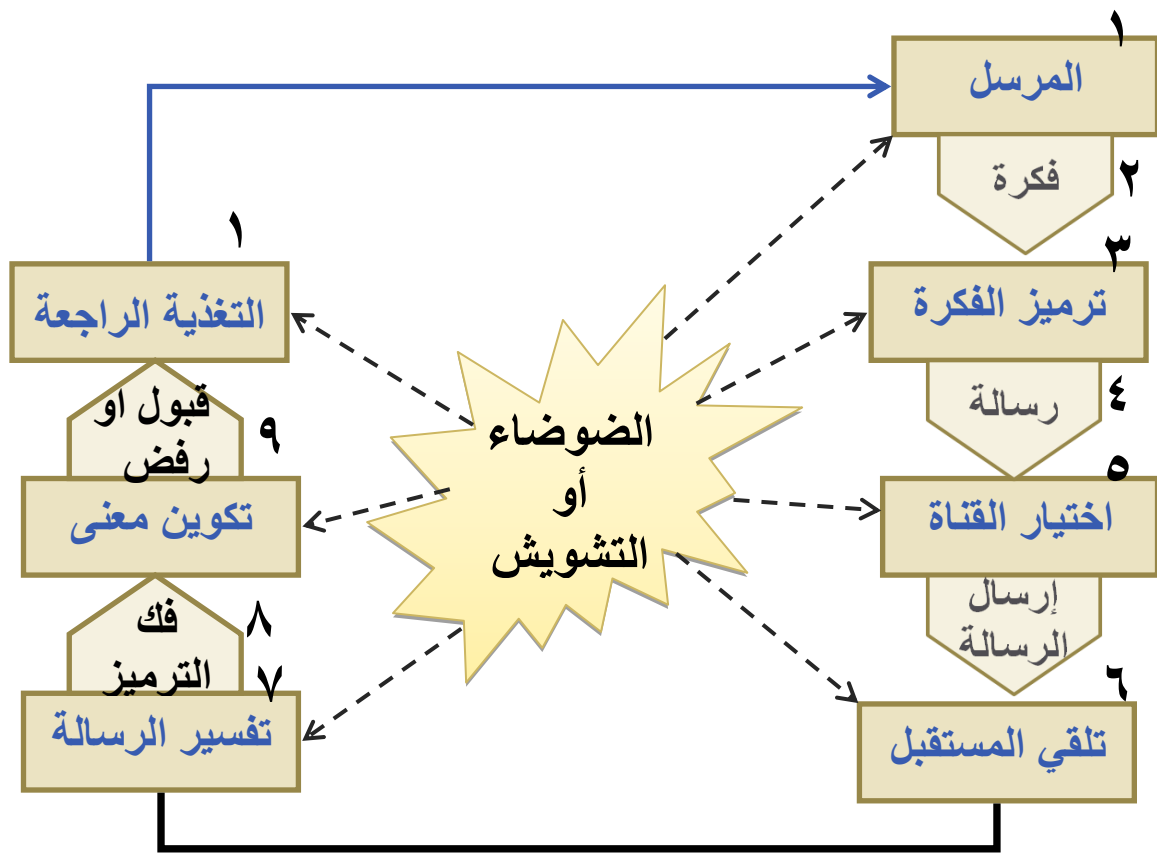 ١
المرسل
فكرة
٢
٣
ترميز الفكرة
رسالة
٤
٥
اختيار القناة
إرسال
الرسالة
٦
تلقي المستقبل
٧
تفسير الرسالة
فك
الترميز
٨
تكوين معنى
قبول او
رفض
٩
١
التغذية الراجعة
الضوضاء
أو
التشويش